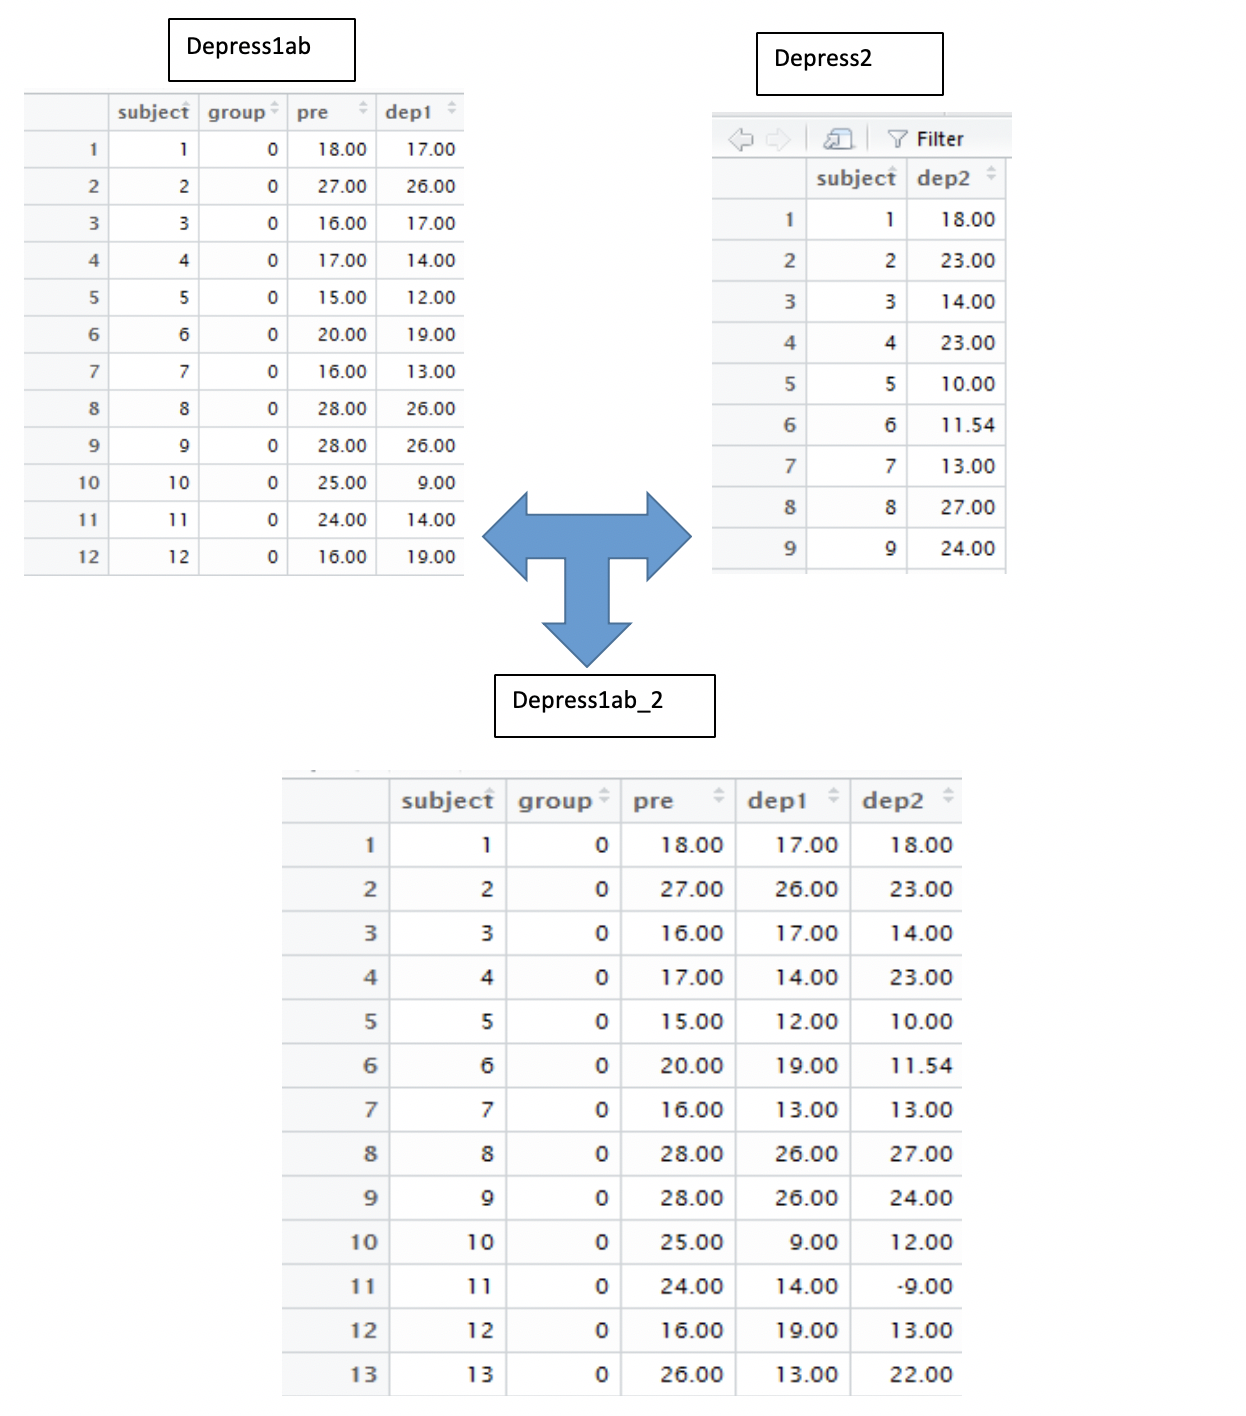 Depress1ab
subject group pre dep1
1 1 0 18.00 17.00
2 2 0 27.00 26.00
3 3 0 16.00 17.00
4 4 0 17.00 14.00
5 5 0 15.00 12.00
6 6 0 20.00 19.00
7 7 0 16.00 13.00
8 8 0 28.00 26.00
9 9 0 28.00 26.00
10 10 0 25.00 9.00
11 11 0 24.00 14.00
12 12 0 16.00 19.00
Depress2
Filter
subject dep2
1 1 18.00
2 2 23.00
3 3 14.00
4 4 23.00
5 5 10.00
6 6 11.54
7 7 13.00
8 8 27.00
9 9 24.00
Depress1ab_2
subject group pre dep1 dep2
1 1 0 18.00 17.00 18.00
2 2 0 27.00 26.00 23.00
3 3 0 16.00 17.00 14.00
4 4 0 17.00 14.00 23.00
5 5 0 15.00 12.00 10.00
6 6 0 20.00 19.00 11.54
7 7 0 16.00 13.00 13.00
8 8 0 28.00 26.00 27.00
9 9 0 28.00 26.00 24.00
10 10 0 25.00 9.00 12.00
11 11 0 24.00 14.00 -9.00
12 12 0 16.00 19.00 13.00
13 13 0 26.00 13.00 22.00